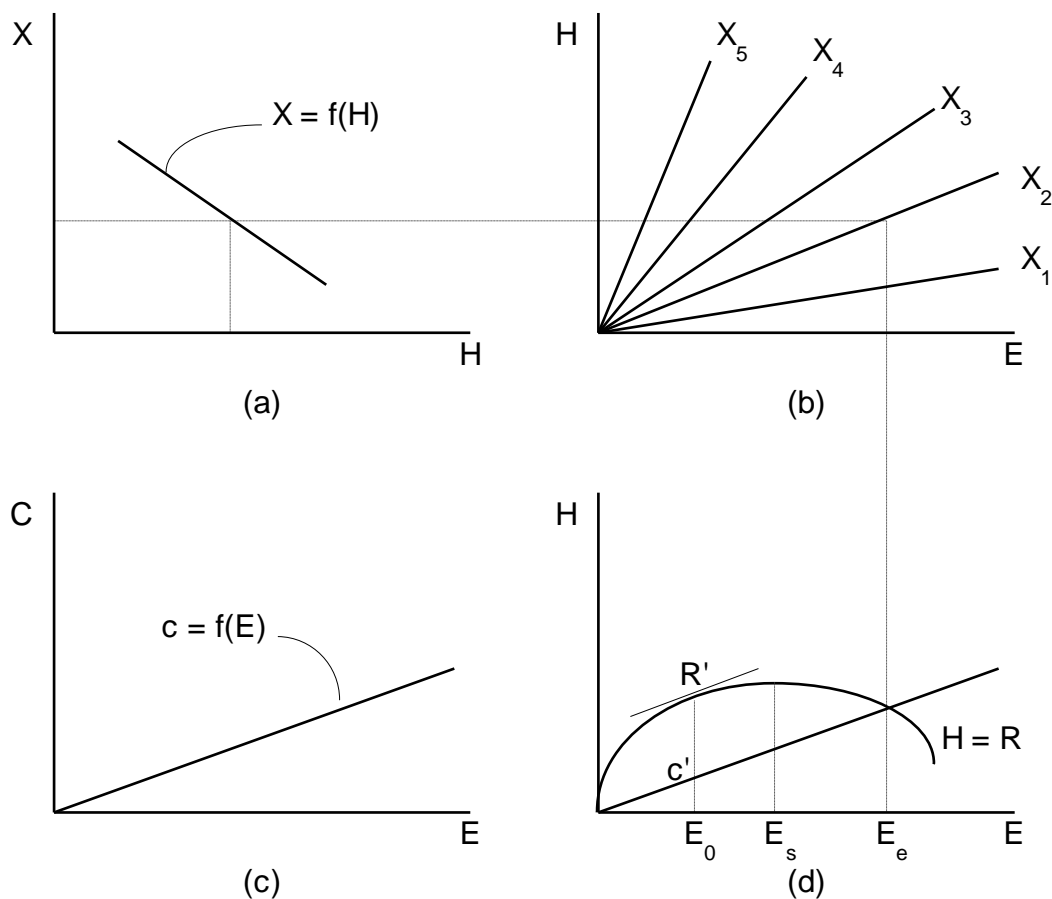 X
X = f(H)
H
(a)
H
X₅
X₄
X₃
X₂
X₁
E
(b)
C
c = f(E)
E
(c)
H
R'
c'
H = R
E₀
Eₛ
Eₑ
E
(d)